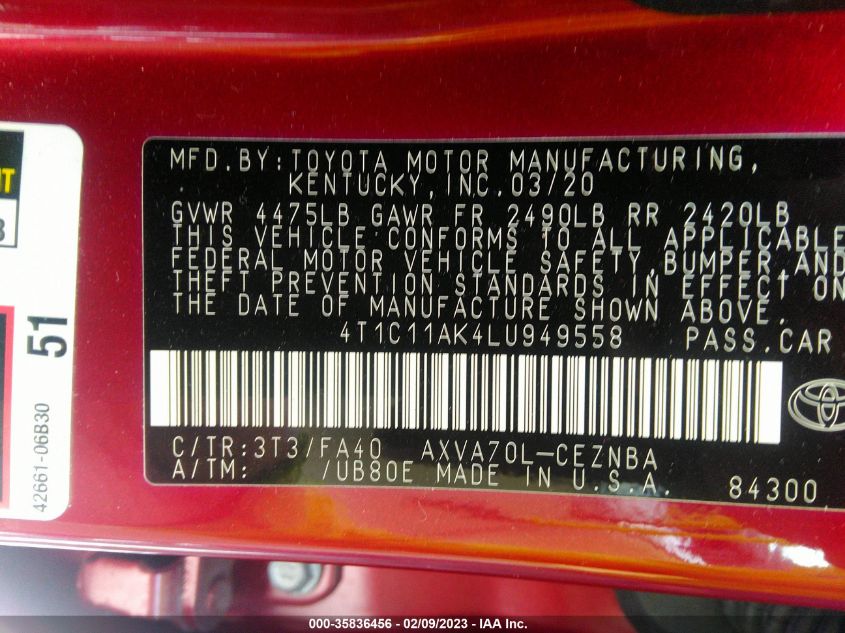 MFD.BY:TOYOTA MOTOR MANUFACTURING,
KENTUCKY,INC.03/20
GVWR 4475LB GAWR FR 2490LB RR 2420LB
THIS VEHICLE CONFORMS TO ALL APPLICABLE
FEDERAL MOTOR VEHICLE SAFETY,BUMPER,AND
THEFT PREVENTION STANDARDS IN EFFECT ON
THE DATE OF MANUFACTURE SHOWN ABOVE.
4T1C11AK4LU949558 PASS.CAR
C/TR:3T3/FA40 AXVA70L-CEZNBA
A/TM: /UB80E MADE IN U.S.A.
84300
51
42661-06B30
000-35836456 - 02/09/2023 - IAA Inc.